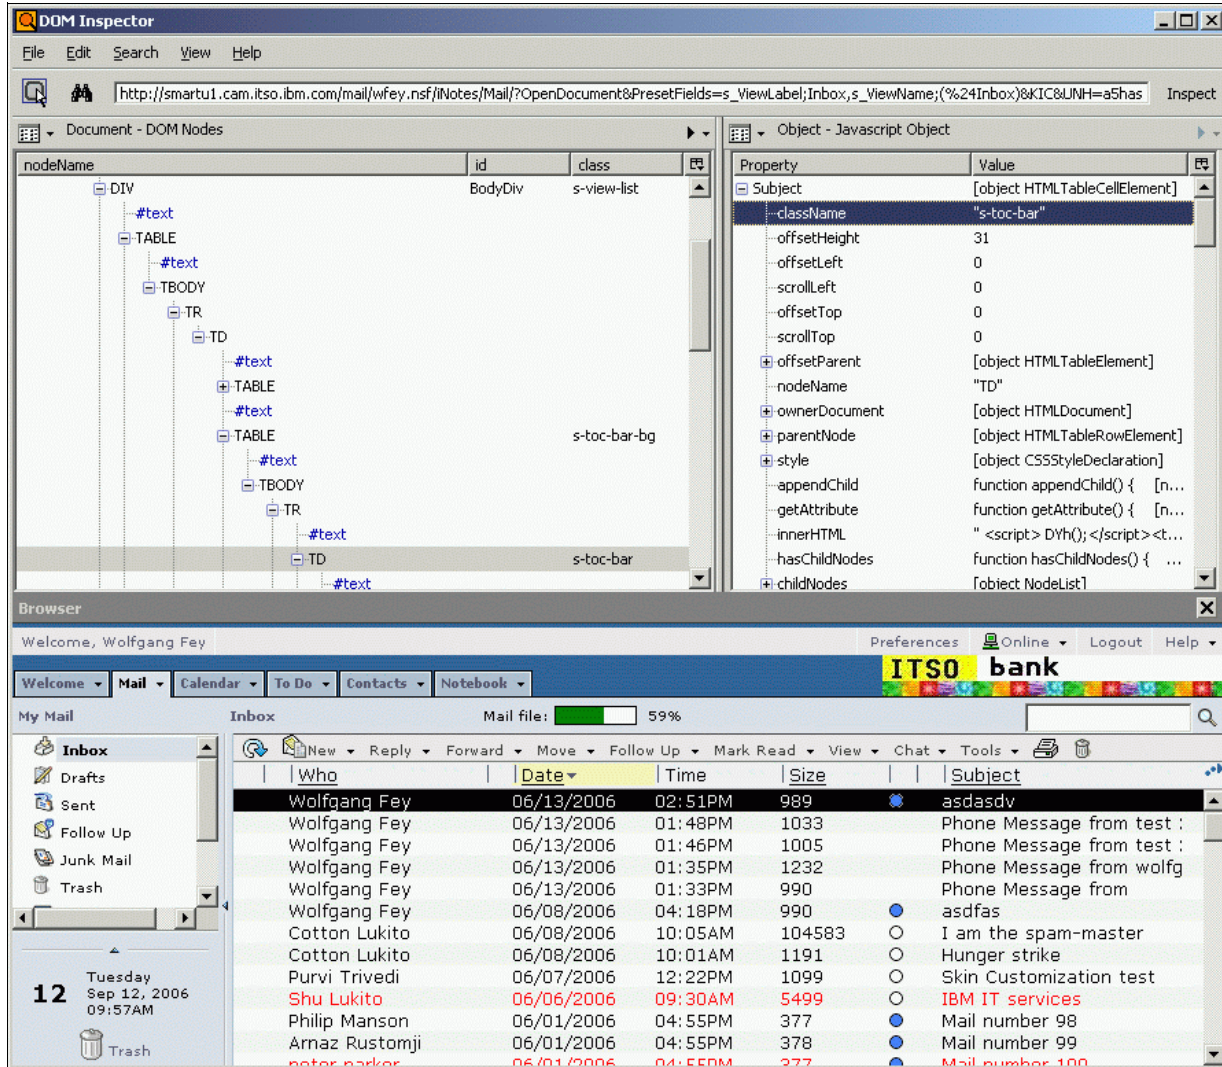 DOM Inspector
File Edit Search View Help
http://smartu1.cam.itso.ibm.com/mail/wfey.nsf/iNotes/Mail/?OpenDocument&PresetFields=s_ViewLabel;Inbox,s_ViewName;(%24Inbox)&KIC&UNH=a5has Inspect
Document - DOM Nodes
nodeName id class
DIV BodyDiv s-view-list
#text
TABLE
#text
TBODY
TR
TD
#text
TABLE
#text
TABLE s-toc-bar-bg
#text
TBODY
TR
#text
TD s-toc-bar
#text
Object - Javascript Object
Property Value
Subject [object HTMLTableCellElement]
className "s-toc-bar"
offsetHeight 31
offsetLeft 0
scrollLeft 0
offsetTop 0
scrollTop 0
offsetParent [object HTMLTableElement]
nodeName "TD"
ownerDocument [object HTMLDocument]
parentNode [object HTMLTableRowElement]
style [object CSSStyleDeclaration]
appendChild function appendChild() { [n...
getAttribute function getAttribute() { [n...
innerHTML " <script> DYh();</script><t...
hasChildNodes function hasChildNodes() { ...
childNodes [object NodeList]
Browser
Welcome, Wolfgang Fey Preferences Online Logout Help
ITSO bank
Welcome Mail Calendar To Do Contacts Notebook
My Mail Inbox Mail file: 59%
Inbox
Drafts
Sent
Follow Up
Junk Mail
Trash
12
Tuesday
Sep 12, 2006
09:57AM
Trash
New Reply Forward Move Follow Up Mark Read View Chat Tools
Who Date Time Size Subject
Wolfgang Fey 06/13/2006 02:51PM 989 asdasdv
Wolfgang Fey 06/13/2006 01:48PM 1033 Phone Message from test :
Wolfgang Fey 06/13/2006 01:46PM 1005 Phone Message from test :
Wolfgang Fey 06/13/2006 01:35PM 1232 Phone Message from wolfg
Wolfgang Fey 06/13/2006 01:33PM 990 Phone Message from
Wolfgang Fey 06/08/2006 04:18PM 990 asdfas
Cotton Lukito 06/08/2006 10:05AM 104583 I am the spam-master
Cotton Lukito 06/08/2006 10:01AM 1191 Hunger strike
Purvi Trivedi 06/07/2006 12:22PM 1099 Skin Customization test
Shu Lukito 06/06/2006 09:30AM 5499 IBM IT services
Philip Manson 06/01/2006 04:55PM 377 Mail number 98
Arnaz Rustomji 06/01/2006 04:55PM 378 Mail number 99
peter parker 06/01/2006 04:55PM 377 Mail number 100